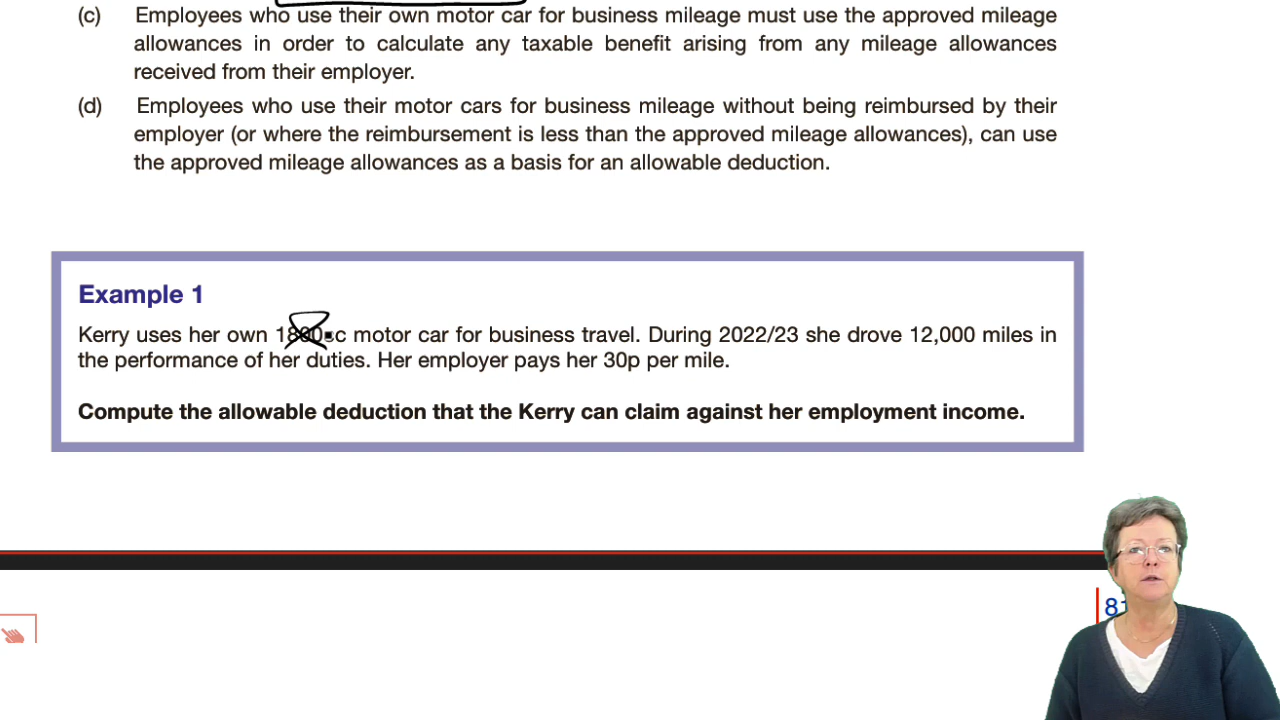 (c) Employees who use their own motor car for business mileage must use the approved mileage
allowances in order to calculate any taxable benefit arising from any mileage allowances
received from their employer.
(d) Employees who use their motor cars for business mileage without being reimbursed by their
employer (or where the reimbursement is less than the approved mileage allowances), can use
the approved mileage allowances as a basis for an allowable deduction.
Example 1
Kerry uses her own motor car for business travel. During 2022/23 she drove 12,000 miles in
the performance of her duties. Her employer pays her 30p per mile.
Compute the allowable deduction that the Kerry can claim against her employment income.